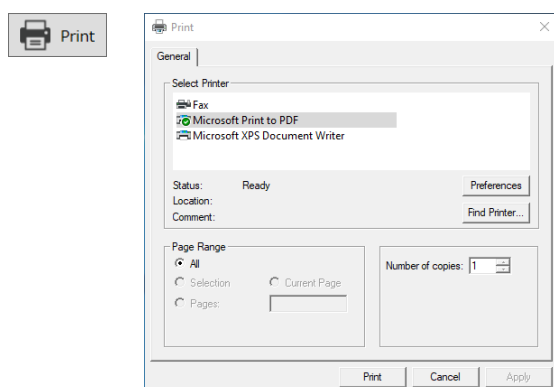 Print
Print
General
Select Printer
Fax
Microsoft Print to PDF
Microsoft XPS Document Writer
Status: Ready
Preferences
Location:
Comment:
Find Printer...
Page Range
All
Selection
Current Page
Pages:
Number of copies: 1
Print Cancel Apply